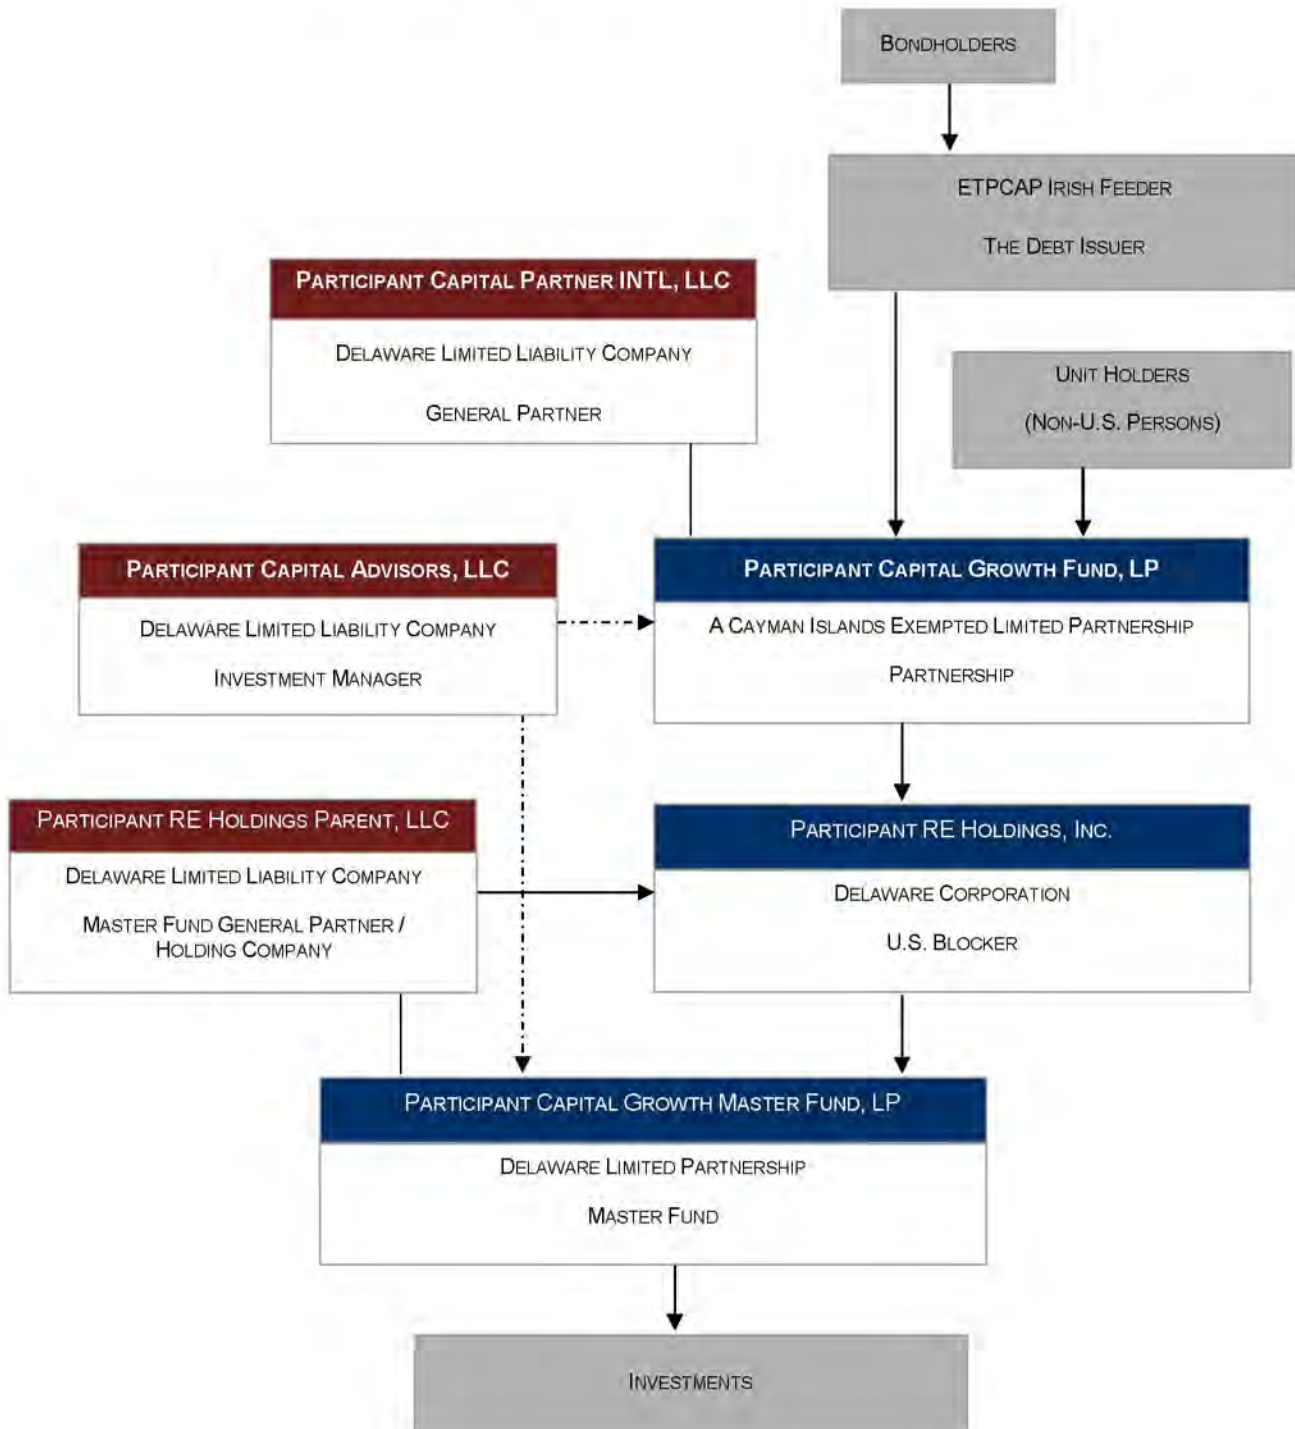 BONDHOLDERS
ETPCAP IRISH FEEDER
THE DEBT ISSUER
PARTICIPANT CAPITAL PARTNER INTL, LLC
DELAWARE LIMITED LIABILITY COMPANY
GENERAL PARTNER
UNIT HOLDERS
(NON-U.S. PERSONS)
PARTICIPANT CAPITAL ADVISORS, LLC
DELAWARE LIMITED LIABILITY COMPANY
INVESTMENT MANAGER
PARTICIPANT CAPITAL GROWTH FUND, LP
A CAYMAN ISLANDS EXEMPTED LIMITED PARTNERSHIP
PARTNERSHIP
PARTICIPANT RE HOLDINGS PARENT, LLC
DELAWARE LIMITED LIABILITY COMPANY
MASTER FUND GENERAL PARTNER /
HOLDING COMPANY
PARTICIPANT RE HOLDINGS, INC.
DELAWARE CORPORATION
U.S. BLOCKER
PARTICIPANT CAPITAL GROWTH MASTER FUND, LP
DELAWARE LIMITED PARTNERSHIP
MASTER FUND
INVESTMENTS